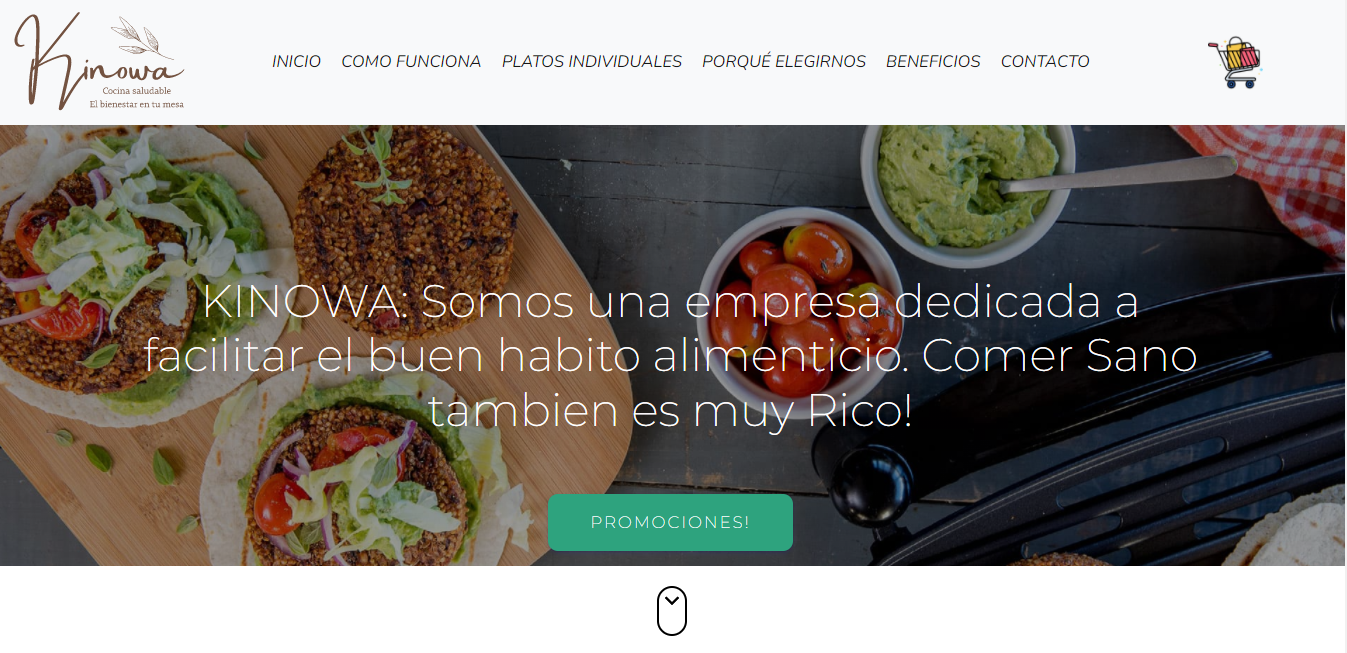 Kinowa
Cocina saludable
El bienestar en tu mesa
INICIO COMO FUNCIONA PLATOS INDIVIDUALES PORQUÉ ELEGIRNOS BENEFICIOS CONTACTO
KINOWA: Somos una empresa dedicada a
facilitar el buen habito alimenticio. Comer Sano
tambien es muy Rico!
PROMOCIONES!